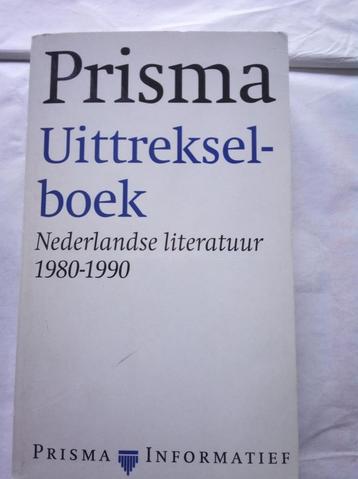 Prisma
Uittreksel-
boek
Nederlandse literatuur
1980-1990
PRISMA INFORMATIEF